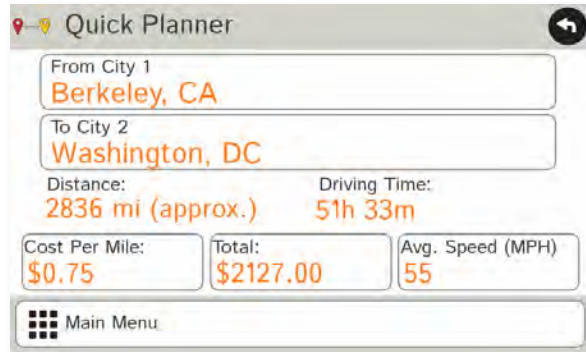 Quick Planner
From City 1
Berkeley, CA
To City 2
Washington, DC
Distance: Driving Time:
2836 mi (approx.) 51h 33m
Cost Per Mile: Total: Avg. Speed (MPH)
$0.75 $2127.00 55
Main Menu